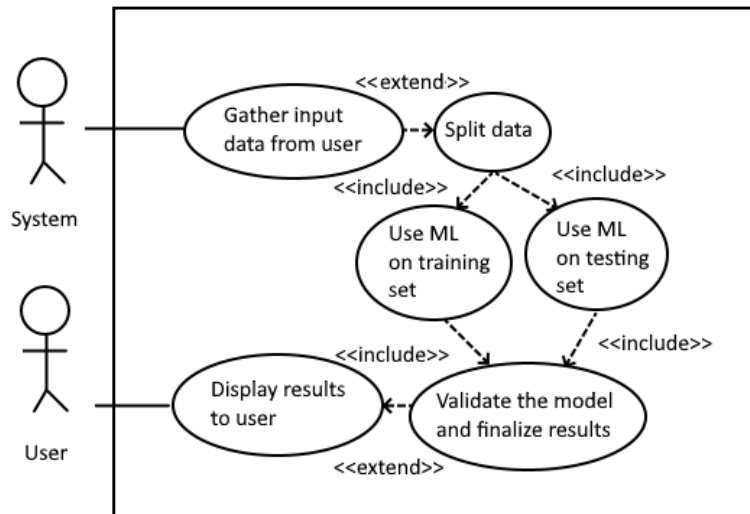 <<extend>>
Gather input
data from user
Split data
<<include>>
<<include>>
System
Use ML
on training
set
Use ML
on testing
set
<<include>>
<<include>>
Display results
to user
Validate the model
and finalize results
User
<<extend>>